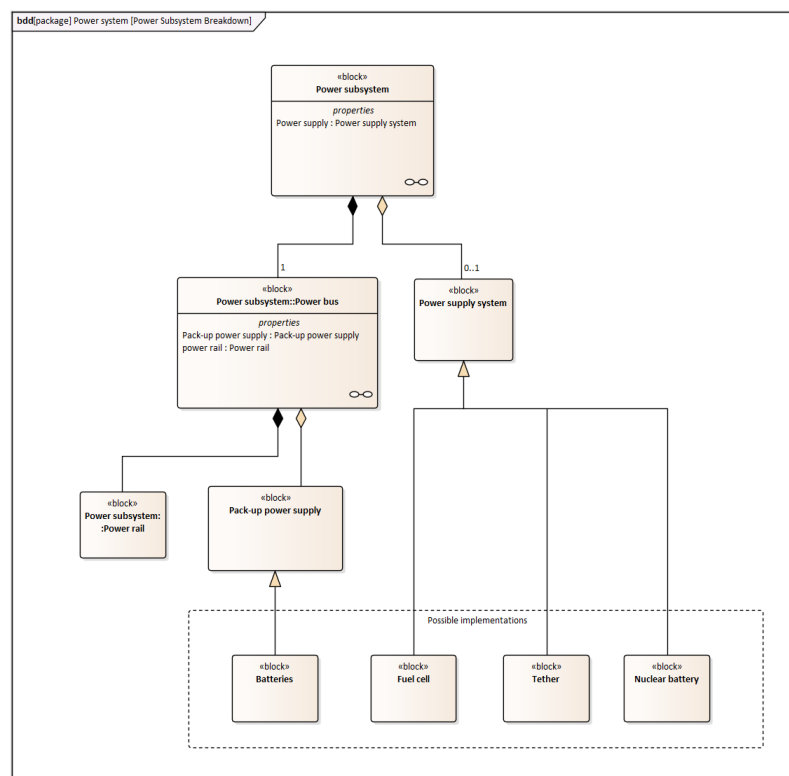 bdd[package] Power system [Power Subsystem Breakdown]
«block»
Power subsystem
properties
Power supply : Power supply system
1
0..1
«block»
Power subsystem::Power bus
properties
Pack-up power supply : Pack-up power supply
power rail : Power rail
«block»
Power supply system
«block»
Power subsystem:
:Power rail
«block»
Pack-up power supply
Possible implementations
«block»
Batteries
«block»
Fuel cell
«block»
Tether
«block»
Nuclear battery